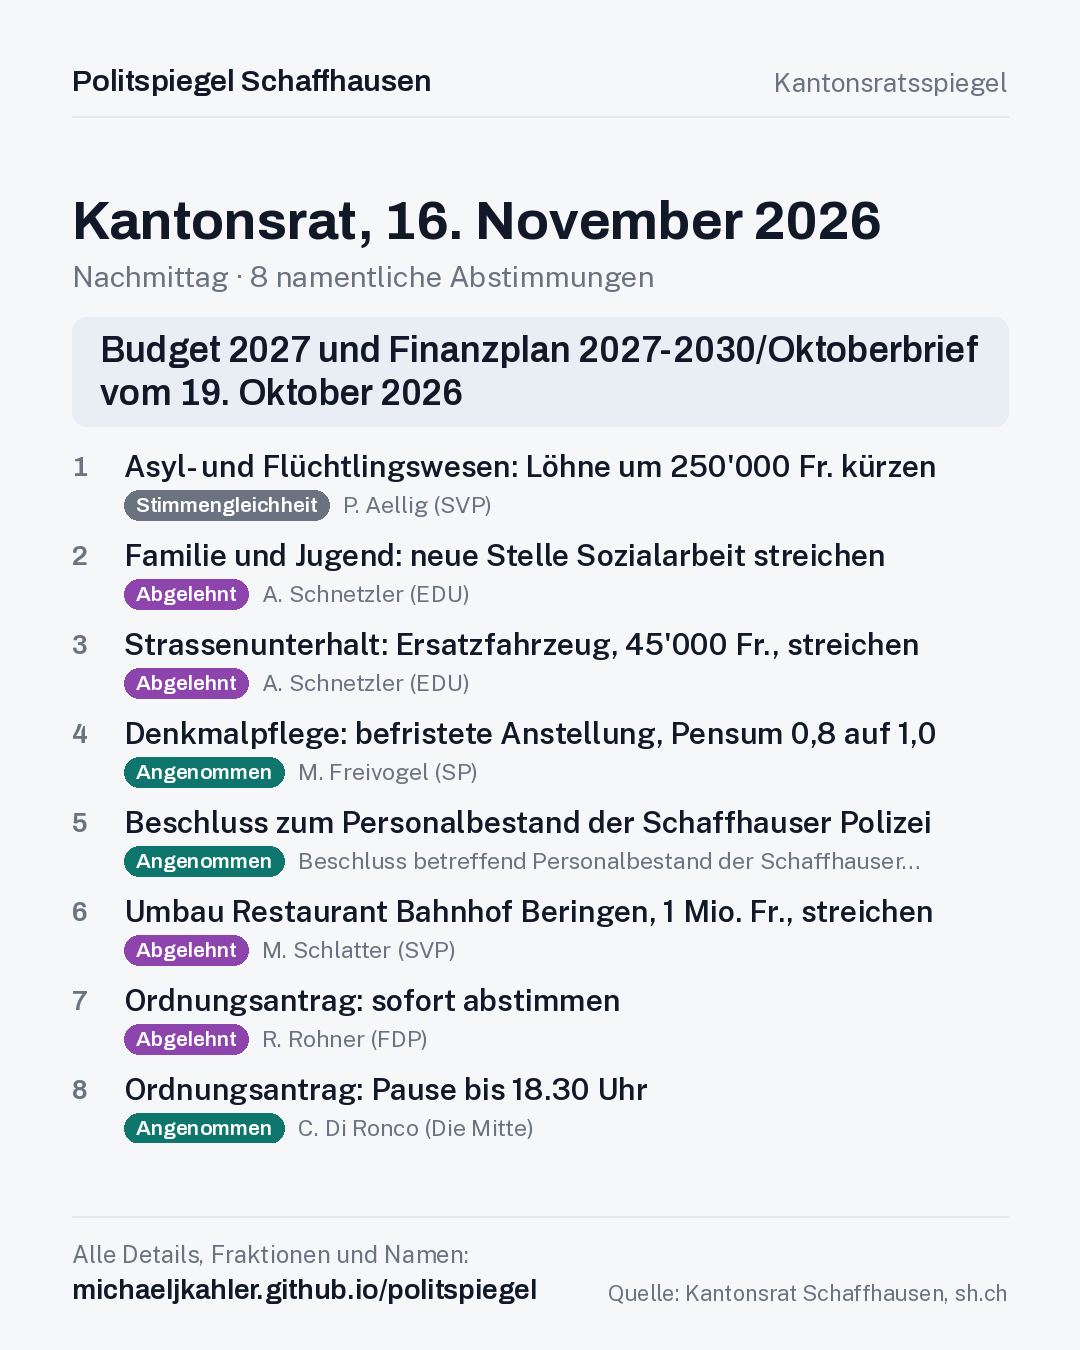 Politspiegel Schaffhausen
Kantonsratsspiegel
Kantonsrat, 16. November 2026
Nachmittag · 8 namentliche Abstimmungen
Budget 2027 und Finanzplan 2027-2030/Oktoberbrief
vom 19. Oktober 2026
1 Asyl- und Flüchtlingswesen: Löhne um 250'000 Fr. kürzen
Stimmengleichheit P. Aellig (SVP)
2 Familie und Jugend: neue Stelle Sozialarbeit streichen
Abgelehnt A. Schnetzler (EDU)
3 Strassenunterhalt: Ersatzfahrzeug, 45'000 Fr., streichen
Abgelehnt A. Schnetzler (EDU)
4 Denkmalpflege: befristete Anstellung, Pensum 0,8 auf 1,0
Angenommen M. Freivogel (SP)
5 Beschluss zum Personalbestand der Schaffhauser Polizei
Angenommen Beschluss betreffend Personalbestand der Schaffhauser…
6 Umbau Restaurant Bahnhof Beringen, 1 Mio. Fr., streichen
Abgelehnt M. Schlatter (SVP)
7 Ordnungsantrag: sofort abstimmen
Abgelehnt R. Rohner (FDP)
8 Ordnungsantrag: Pause bis 18.30 Uhr
Angenommen C. Di Ronco (Die Mitte)
Alle Details, Fraktionen und Namen:
michaeljkahler.github.io/politspiegel
Quelle: Kantonsrat Schaffhausen, sh.ch